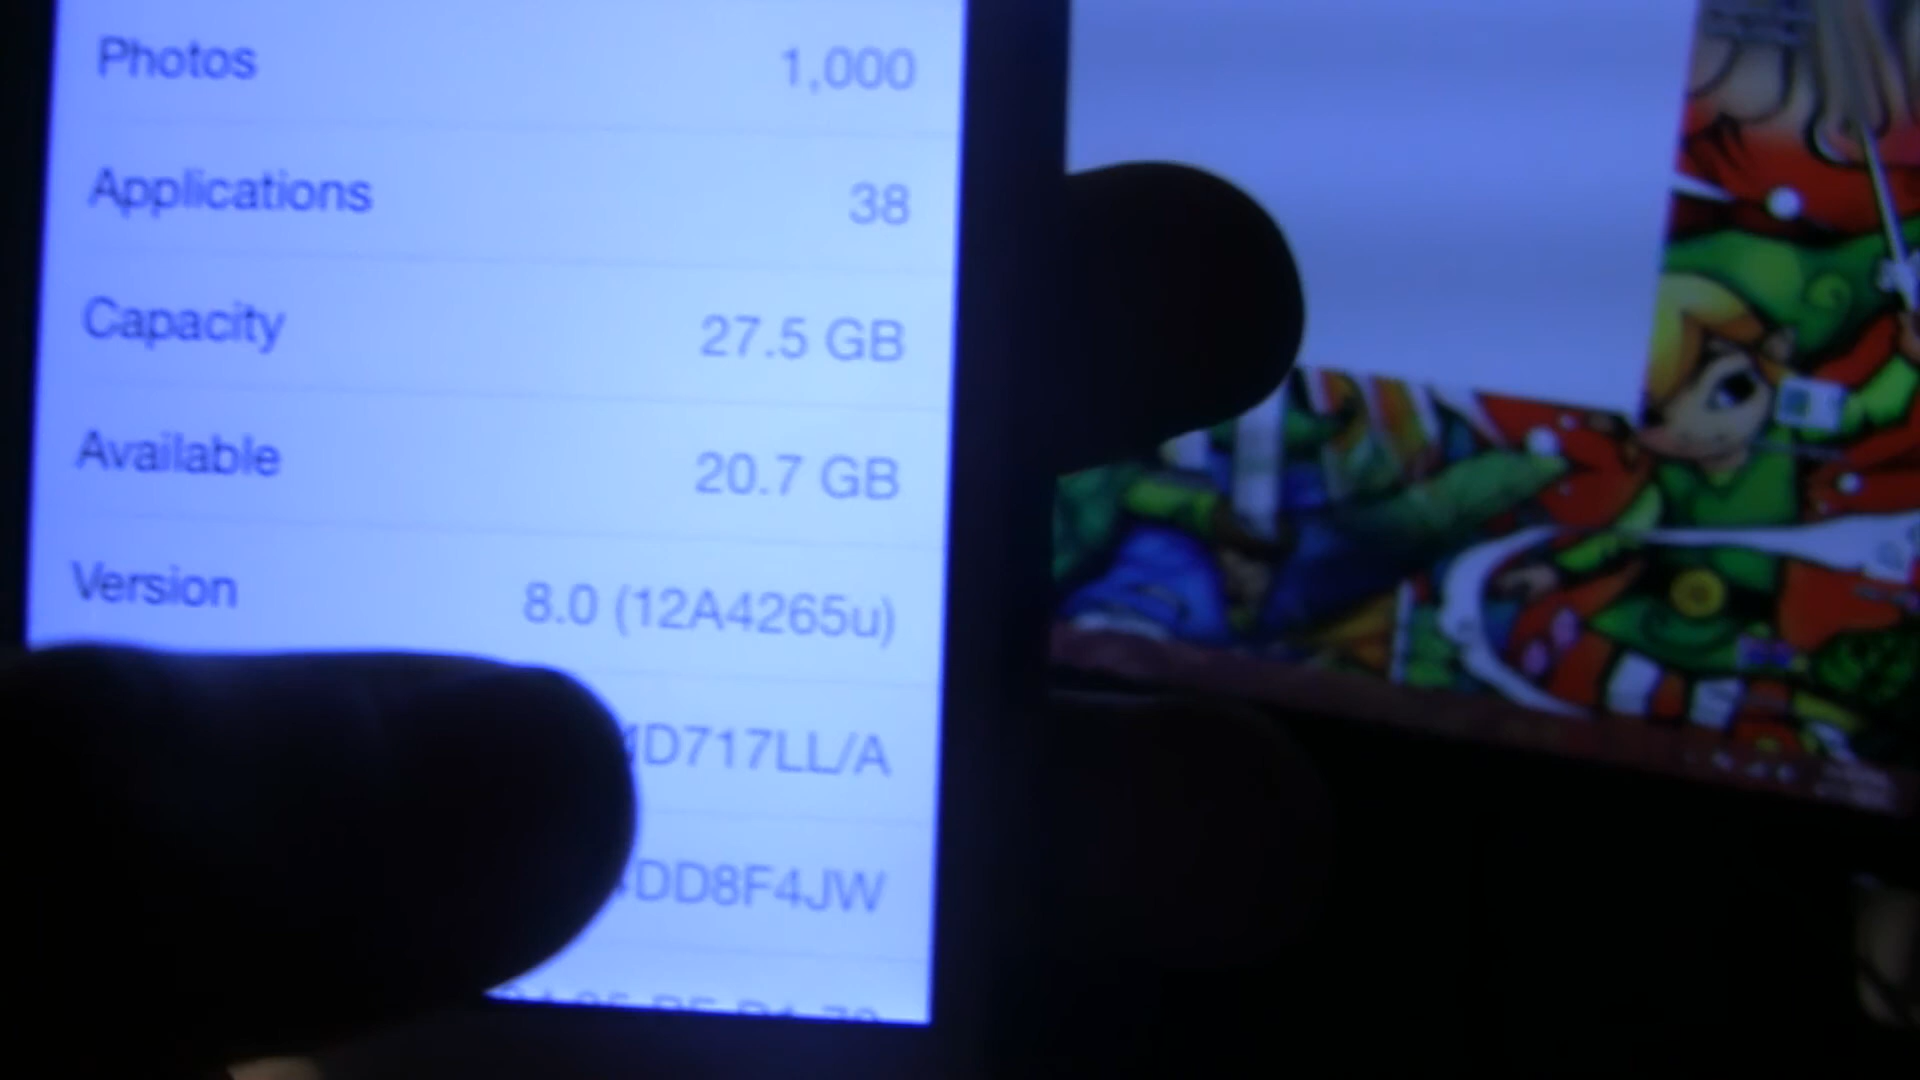 Photos 1,000
Applications 38
Capacity 27.5 GB
Available 20.7 GB
Version 8.0 (12A4265u)
D717LL/A
DD8F4JW